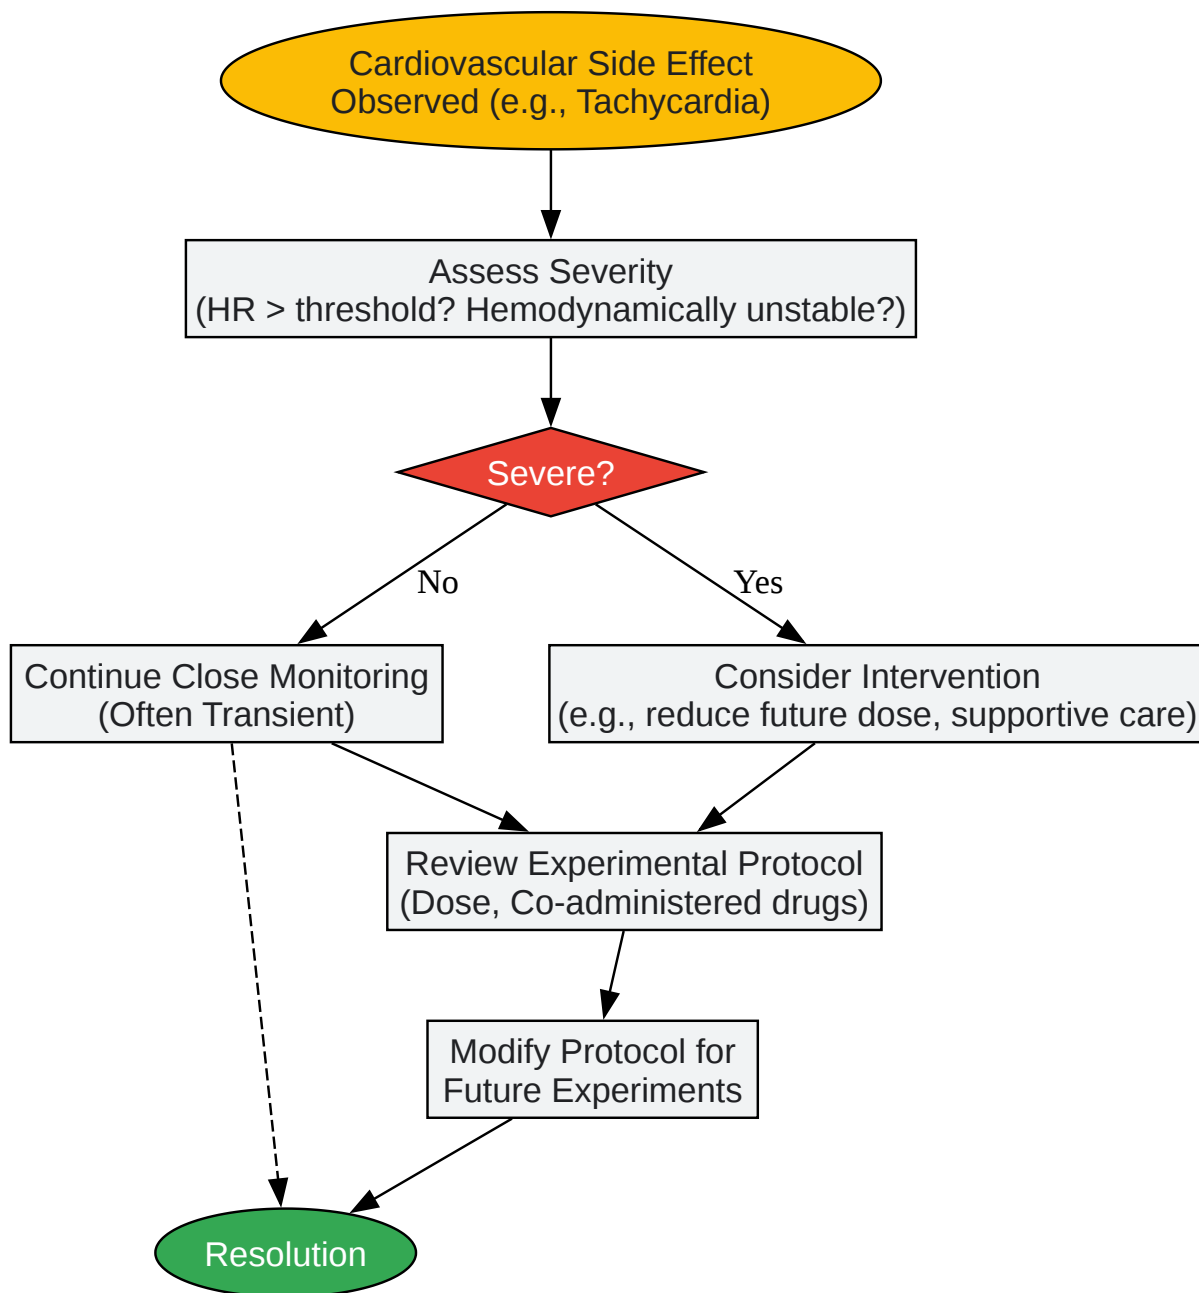 Cardiovascular Side Effect
Observed (e.g., Tachycardia)
Assess Severity
(HR > threshold? Hemodynamically unstable?)
Severe?
No
Yes
Continue Close Monitoring
(Often Transient)
Consider Intervention
(e.g., reduce future dose, supportive care)
Review Experimental Protocol
(Dose, Co-administered drugs)
Modify Protocol for
Future Experiments
Resolution